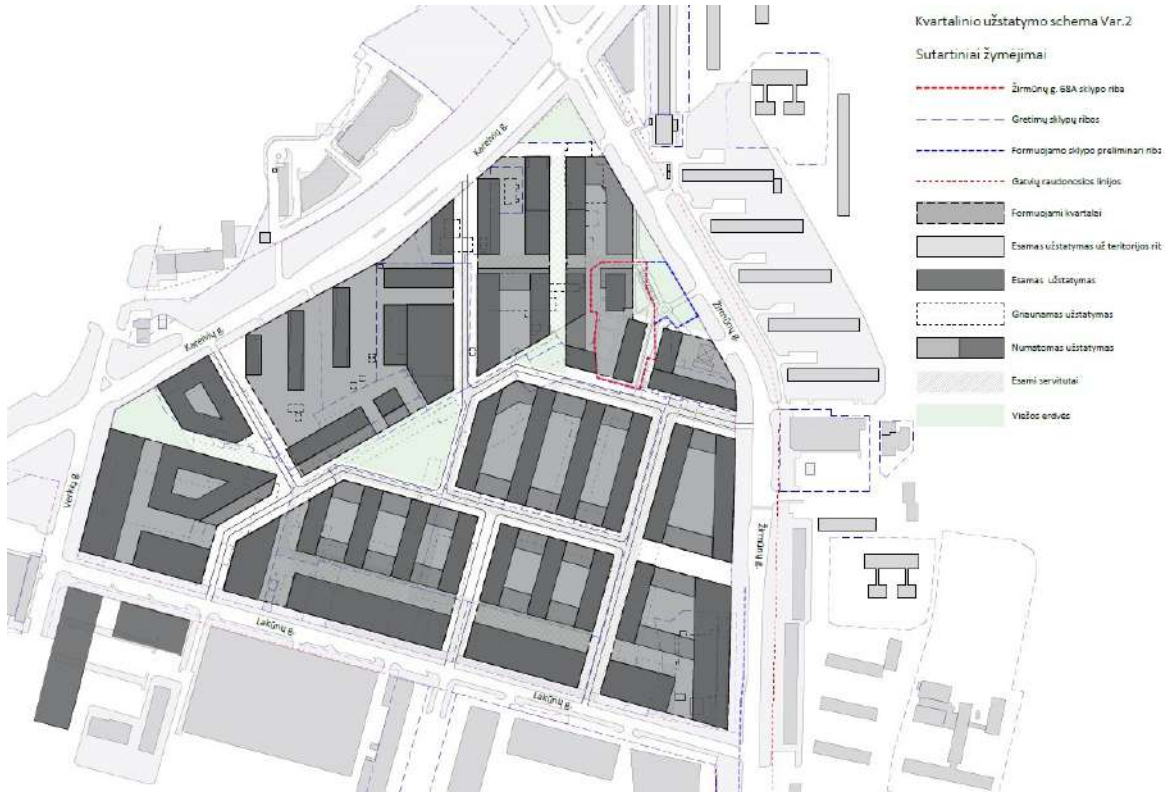 Kvartalinio užstatymo schema Var.2
Sutartiniai žymėjimai
Žirmūnų g. 68A sklypo riba
Gretimų sklypų ribos
Formuojamo sklypo preliminari riba
Gatvių raudonosios linijos
Formuojami kvartalai
Esamas užstatymas už teritorijos rib
Esamas užstatymas
Griaunamas užstatymas
Numatomas užstatymas
Esami servitutai
Viešos erdvės
Kareivių g.
Kareivių g.
Žirmūnų g.
Verkių g.
Žirmūnų g.
Lakūnų g.
Lakūnų g.